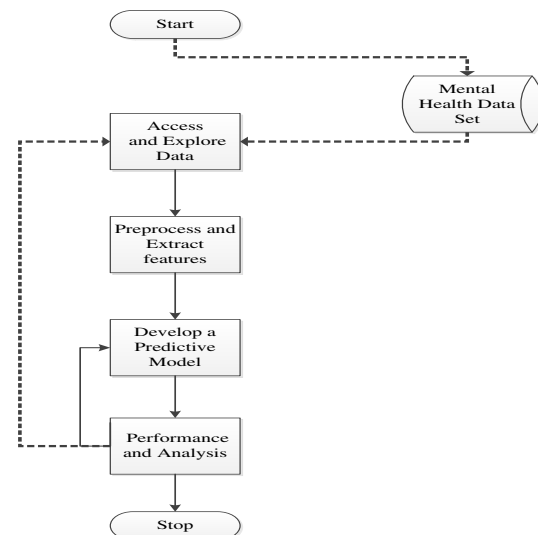 Start
Mental
Health Data
Set
Access
and Explore
Data
Preprocess and
Extract
features
Develop a
Predictive
Model
Performance
and Analysis
Stop